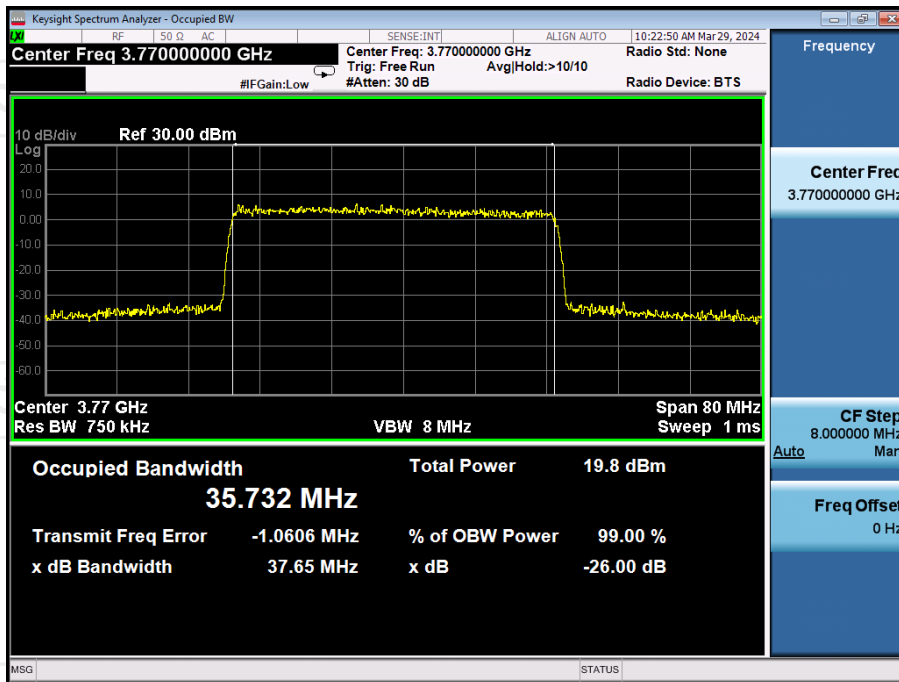 Keysight Spectrum Analyzer - Occupied BW
LXI RF 50 Ω AC SENSE:INT ALIGN AUTO 10:22:50 AM Mar 29, 2024
Center Freq 3.770000000 GHz
Center Freq: 3.770000000 GHz Radio Std: None
Trig: Free Run Avg|Hold:>10/10
#IFGain:Low #Atten: 30 dB Radio Device: BTS
10 dB/div Ref 30.00 dBm
Log
20.0
10.0
0.00
-10.0
-20.0
-30.0
-40.0
-50.0
-60.0
Center 3.77 GHz Span 80 MHz
Res BW 750 kHz VBW 8 MHz Sweep 1 ms
Occupied Bandwidth Total Power 19.8 dBm
35.732 MHz
Transmit Freq Error -1.0606 MHz % of OBW Power 99.00 %
x dB Bandwidth 37.65 MHz x dB -26.00 dB
MSG STATUS
Frequency
Center Freq
3.770000000 GHz
CF Step
8.000000 MHz
Auto Man
Freq Offset
0 Hz